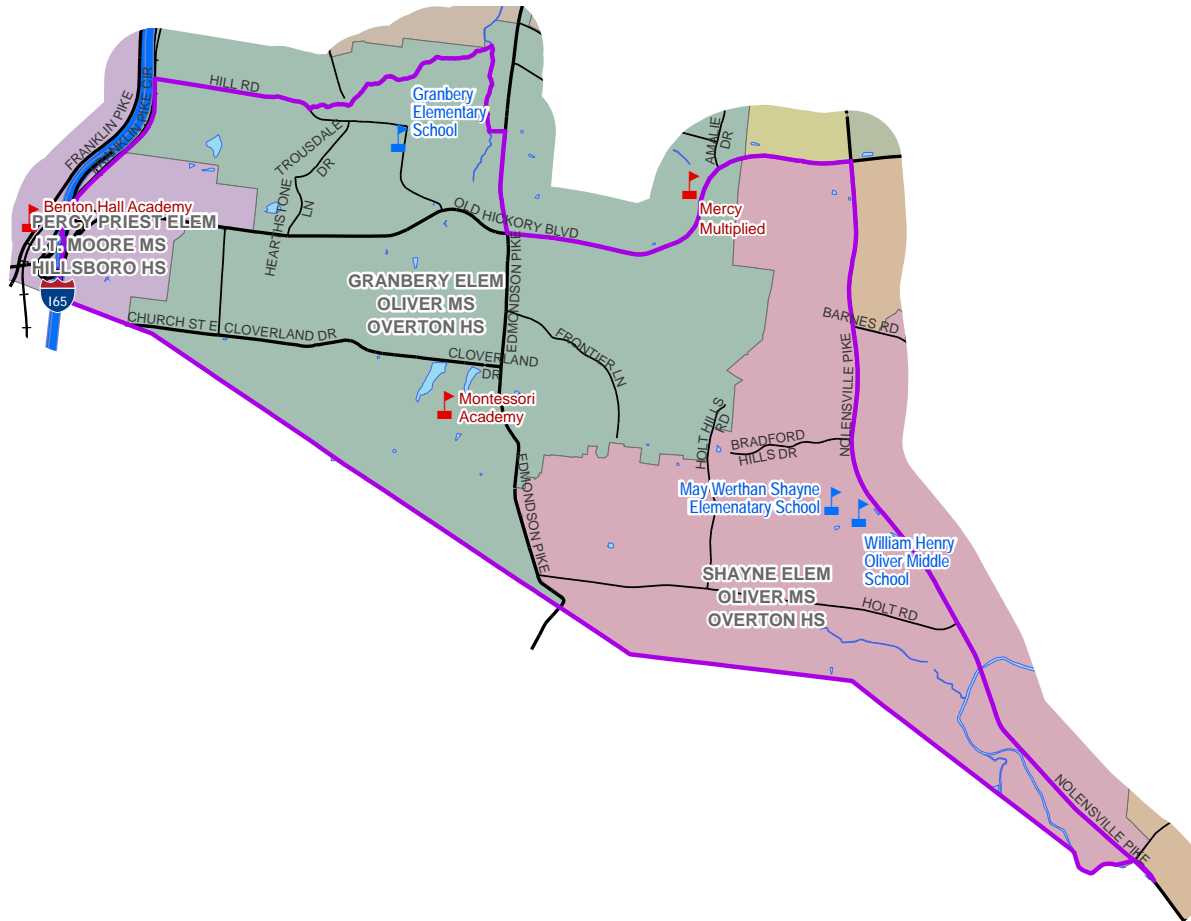 HILL RD
Granbery
Elementary
School
FRANKLIN PIKE
FRANKLIN PIKE CIR
TROUSDALE
DR
AMALIE
DR
Benton Hall Academy
PERCY PRIEST ELEM
J.T. MOORE MS
HILLSBORO HS
HEARTHSTONE
LN
OLD HICKORY BLVD
Mercy
Multiplied
I65
GRANBERY ELEM
OLIVER MS
OVERTON HS
EDMONDSON PIKE
CHURCH ST E
CLOVERLAND DR
CLOVERLAND
DR
FRONTIER LN
BARNES RD
NOLENSVILLE PIKE
Montessori
Academy
HOLT HILLS
RD
BRADFORD
HILLS DR
EDMONDSON PIKE
May Werthan Shayne
Elemenatary School
William Henry
Oliver Middle
School
SHAYNE ELEM
OLIVER MS
OVERTON HS
HOLT RD
NOLENSVILLE PIKE